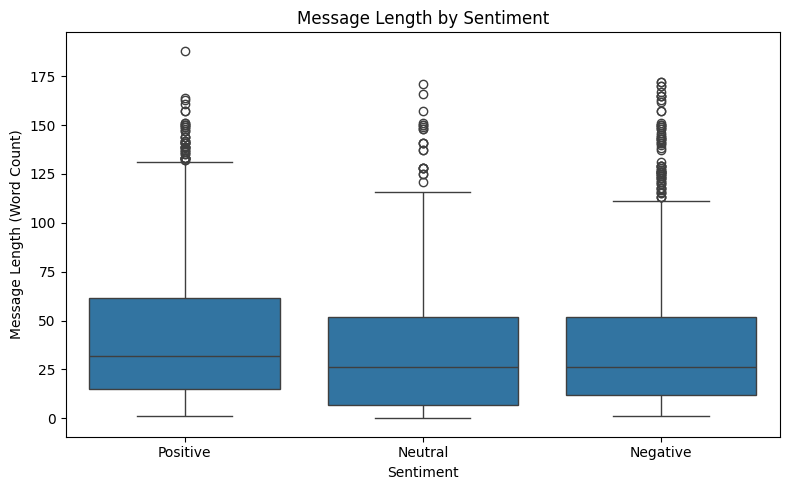 Message Length by Sentiment
Message Length (Word Count)
175
150
125
100
75
50
25
0
Positive Neutral Negative
Sentiment